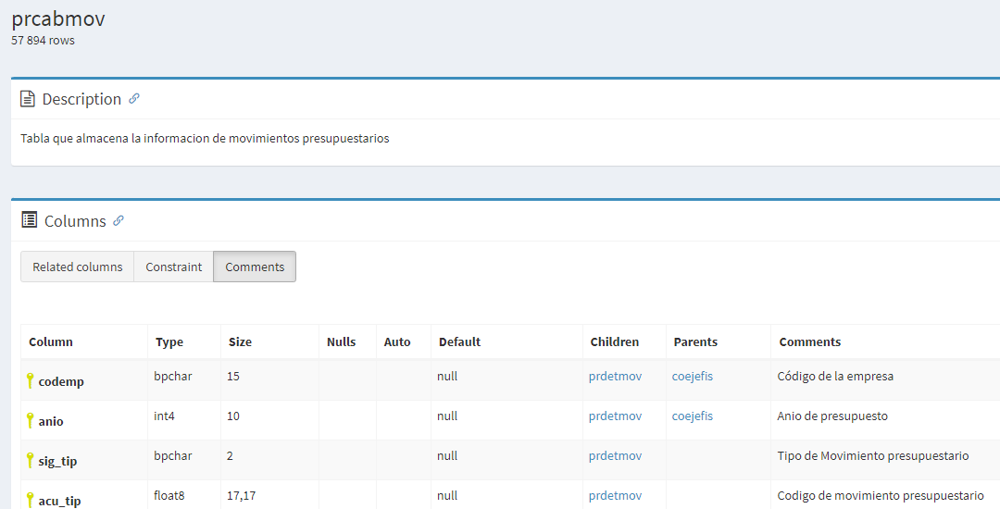 prcabmov
57 894 rows
Description
Tabla que almacena la informacion de movimientos presupuestarios
Columns
Related columns Constraint Comments
Column Type Size Nulls Auto Default Children Parents Comments
codemp bpchar 15 null prdetmov coejefis Código de la empresa
anio int4 10 null prdetmov coejefis Anio de presupuesto
sig_tip bpchar 2 null prdetmov Tipo de Movimiento presupuestario
acu_tip float8 17,17 null prdetmov Codigo de movimiento presupuestario